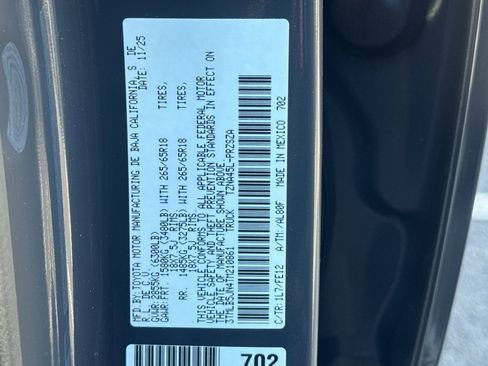 MFD. BY: TOYOTA MOTOR MANUFACTURING DE BAJA CALIFORNIA, S. DE
R.L. DE C.V. DATE: 11/25
GVWR: 2855KG (6300LB)
GAWR: FRT. 1580KG (3480LB) WITH 265/65R18 TIRES,
18X7.5J RIMS
RR. 1485KG (3275LB) WITH 265/65R18 TIRES,
18X7.5J RIMS
THIS VEHICLE CONFORMS TO ALL APPLICABLE FEDERAL MOTOR
VEHICLE SAFETY AND THEFT PREVENTION STANDARDS IN EFFECT ON
THE DATE OF MANUFACTURE SHOWN ABOVE.
3TMLB5JN4TM210861 TRUCK TZNA45L-PRZSZA
C/TR:1L7/FE12 A/TM:/AL00F MADE IN MEXICO 702
702